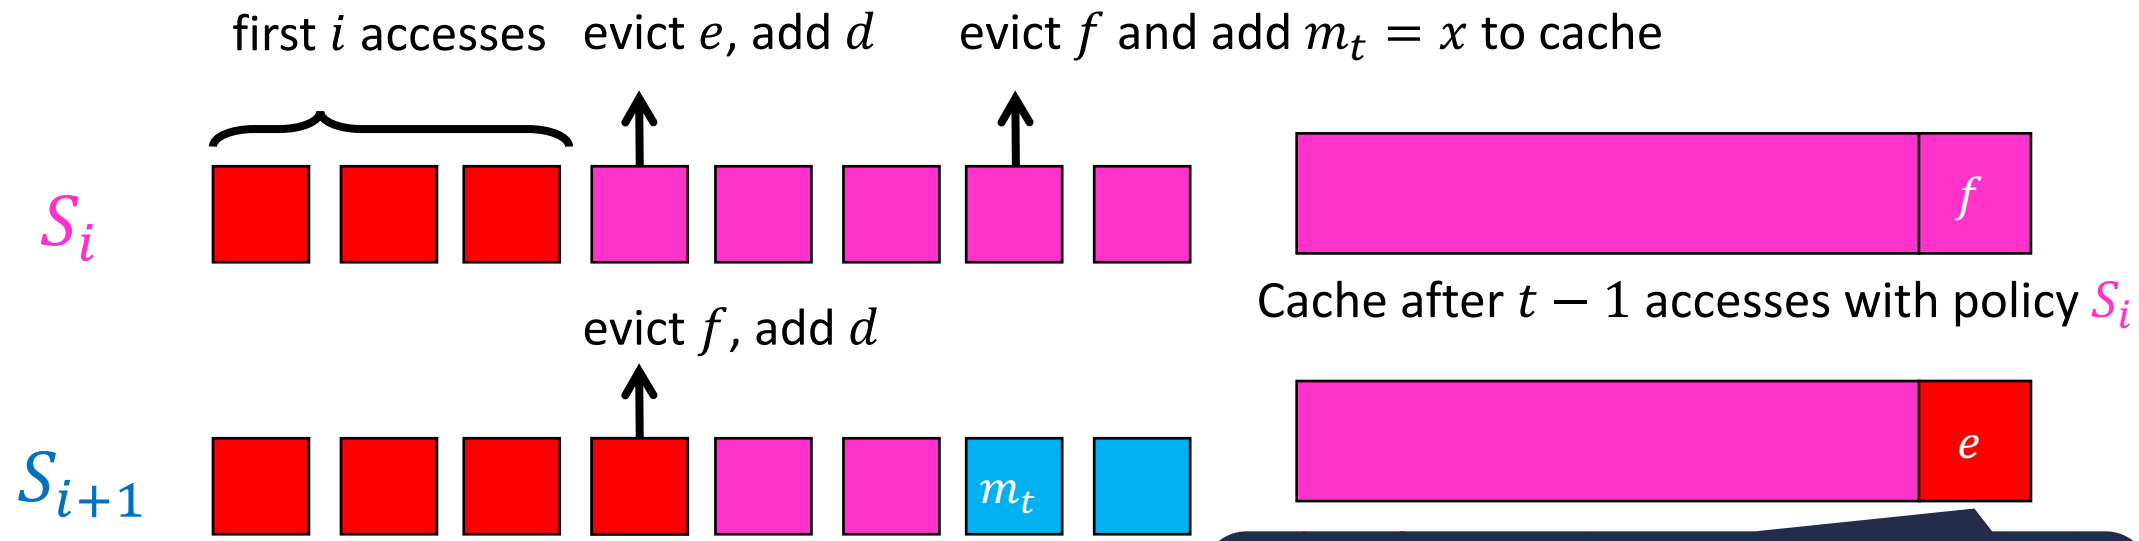 first i accesses
evict e, add d
evict f and add m_t = x to cache
S_i
f
Cache after t − 1 accesses with policy S_i
evict f, add d
S_{i+1}
m_t
e